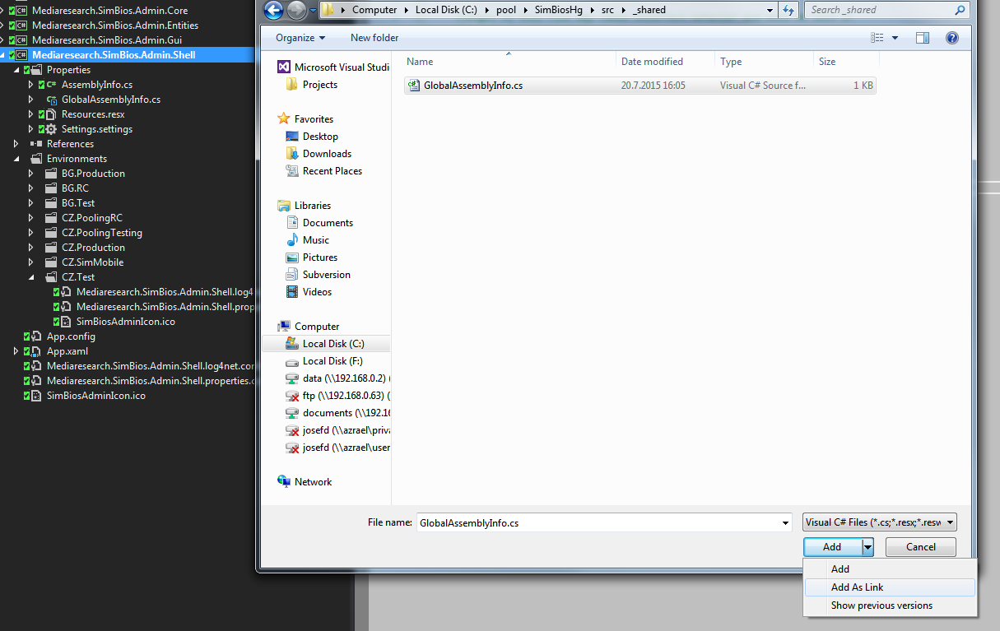 Mediaresearch.SimBios.Admin.Core
Mediaresearch.SimBios.Admin.Entities
Mediaresearch.SimBios.Admin.Gui
Mediaresearch.SimBios.Admin.Shell
Properties
C# AssemblyInfo.cs
C# GlobalAssemblyInfo.cs
Resources.resx
Settings.settings
References
Environments
BG.Production
BG.RC
BG.Test
CZ.PoolingRC
CZ.PoolingTesting
CZ.Production
CZ.SimMobile
CZ.Test
Mediaresearch.SimBios.Admin.Shell.log4
Mediaresearch.SimBios.Admin.Shell.prop
SimBiosAdminIcon.ico
App.config
App.xaml
Mediaresearch.SimBios.Admin.Shell.log4net.cor
Mediaresearch.SimBios.Admin.Shell.properties.c
SimBiosAdminIcon.ico
Computer Local Disk (C:) pool SimBiosHg src _shared
Search _shared
Organize New folder
Microsoft Visual Studi
Projects
Favorites
Desktop
Downloads
Recent Places
Libraries
Documents
Music
Pictures
Subversion
Videos
Computer
Local Disk (C:)
Local Disk (F:)
data (\\192.168.0.2) (
ftp (\\192.168.0.63) (
documents (\\192.16
josefd (\\azrael\priva
josefd (\\azrael\user
Network
Name Date modified Type Size
GlobalAssemblyInfo.cs 20.7.2015 16:05 Visual C# Source f... 1 KB
File name: GlobalAssemblyInfo.cs Visual C# Files (*.cs;*.resx;*.resw
Add Cancel
Add
Add As Link
Show previous versions